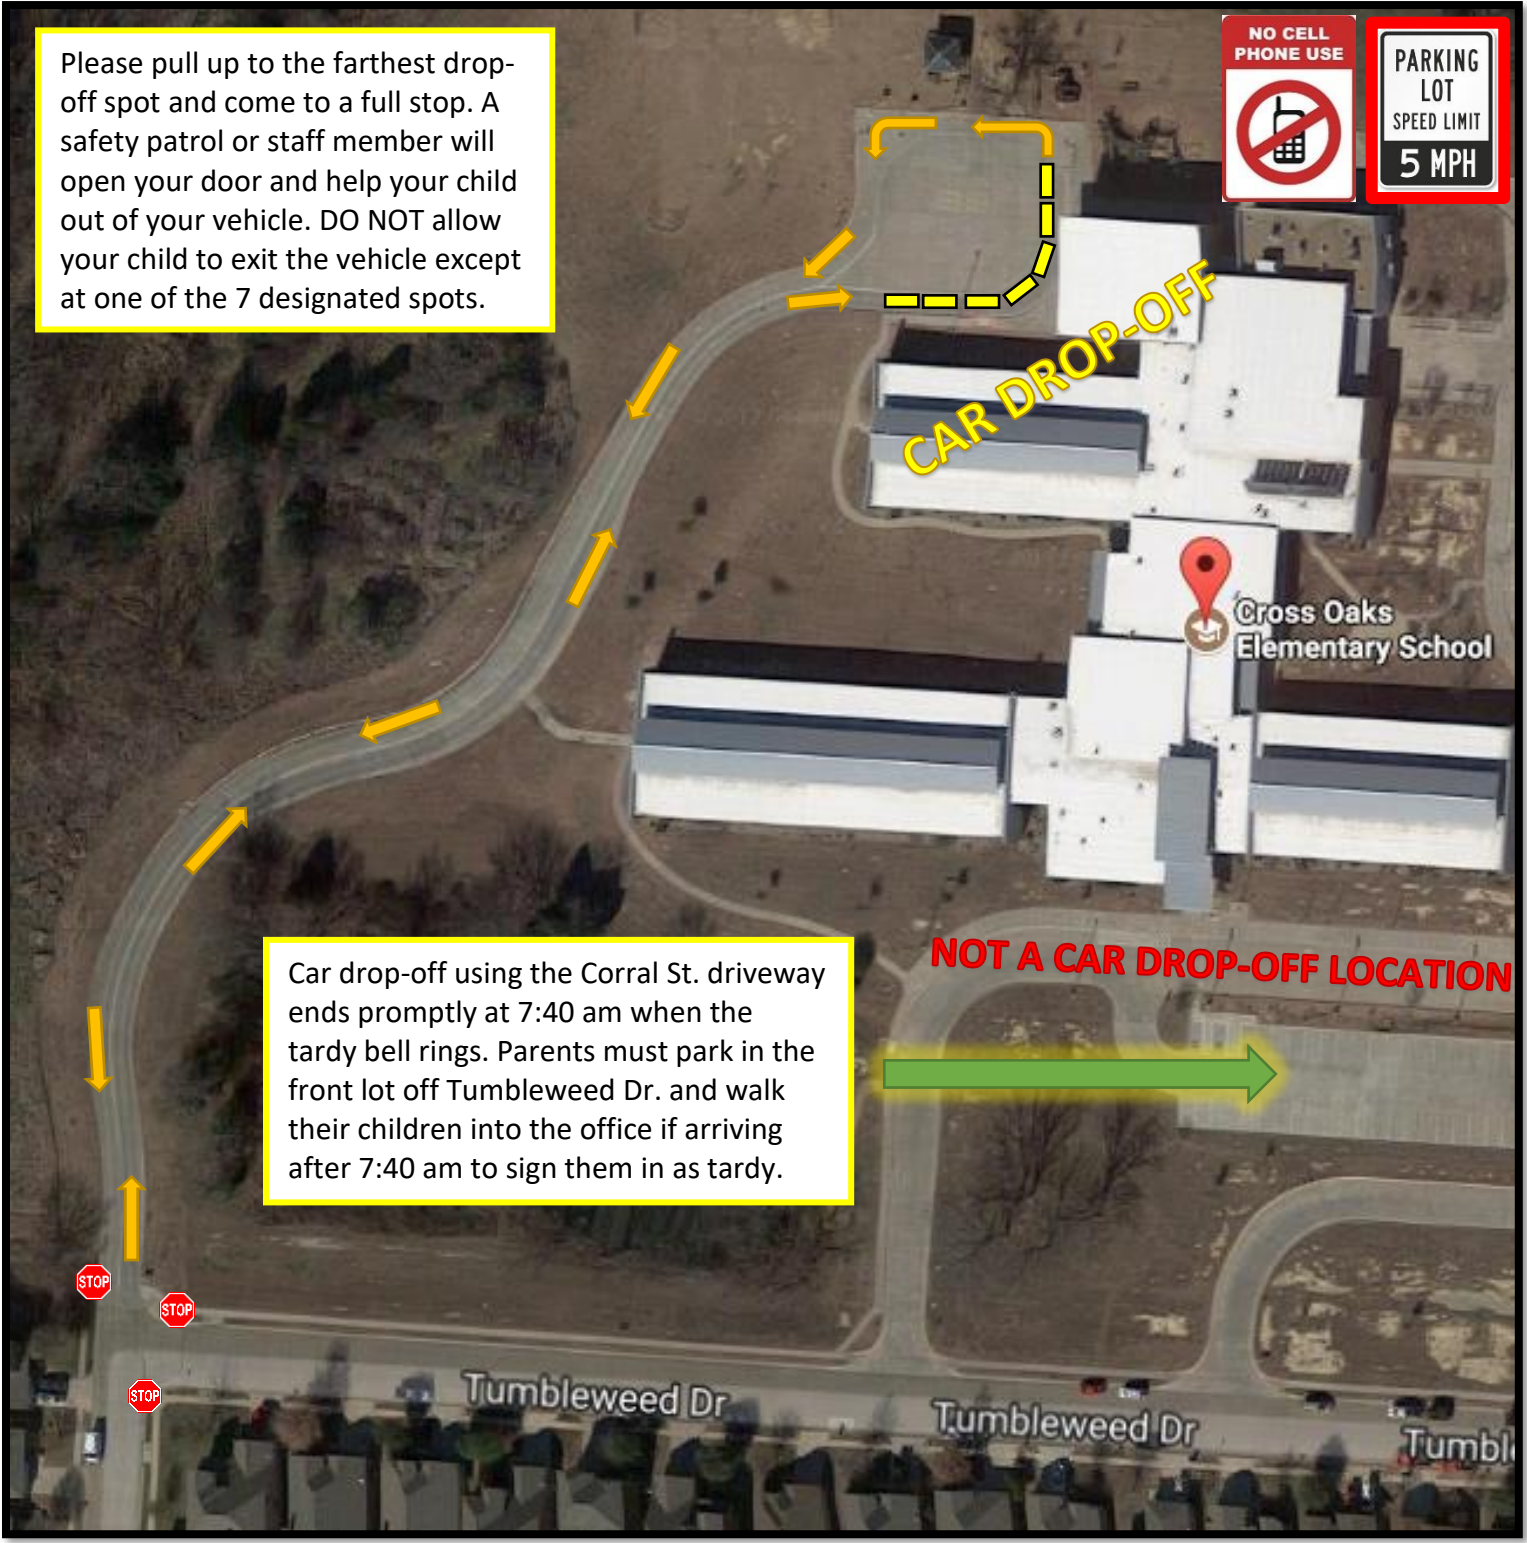 Please pull up to the farthest drop-
off spot and come to a full stop. A
safety patrol or staff member will
open your door and help your child
out of your vehicle. DO NOT allow
your child to exit the vehicle except
at one of the 7 designated spots.
NO CELL
PHONE USE
PARKING
LOT
SPEED LIMIT
5 MPH
CAR DROP-OFF
Cross Oaks
Elementary School
NOT A CAR DROP-OFF LOCATION
Car drop-off using the Corral St. driveway
ends promptly at 7:40 am when the
tardy bell rings. Parents must park in the
front lot off Tumbleweed Dr. and walk
their children into the office if arriving
after 7:40 am to sign them in as tardy.
STOP
STOP
STOP
Tumbleweed Dr
Tumbleweed Dr
Tumbl